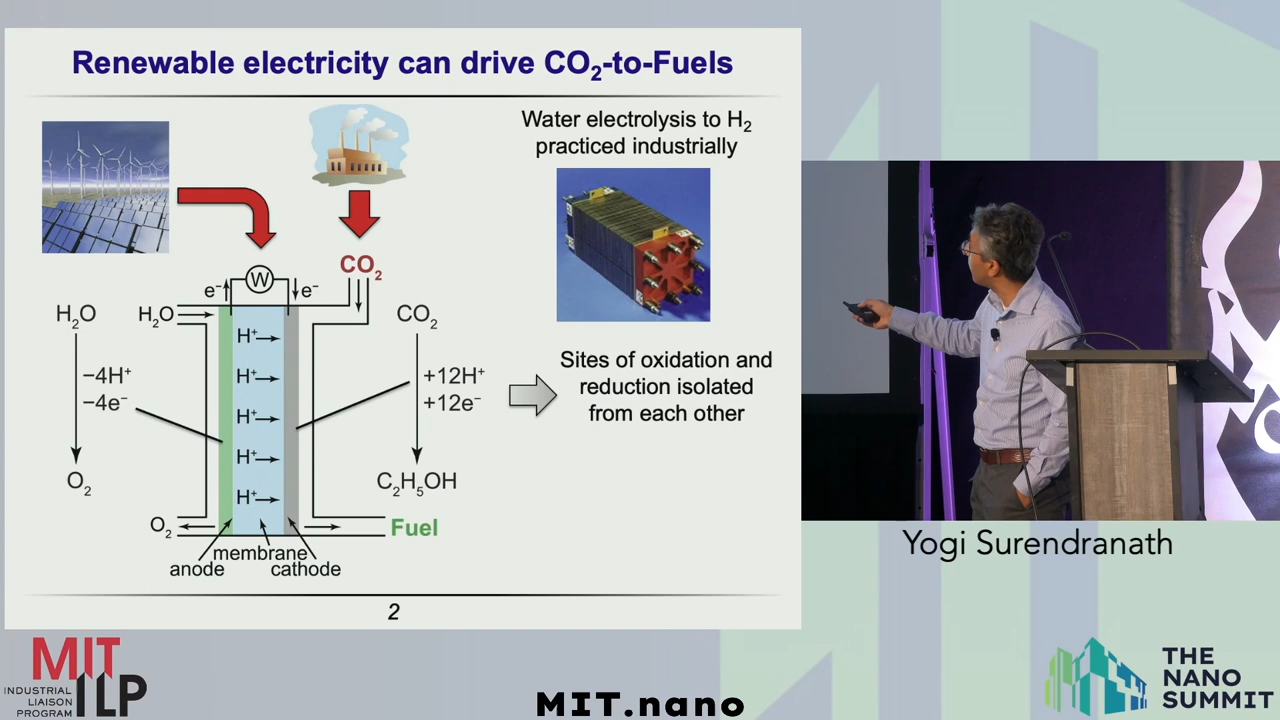 Renewable electricity can drive CO₂-to-Fuels
Water electrolysis to H₂
practiced industrially
CO₂
W
e⁻
e⁻
H₂O
H₂O
CO₂
H⁺
H⁺
H⁺
H⁺
H⁺
−4H⁺
−4e⁻
+12H⁺
+12e⁻
Sites of oxidation and
reduction isolated
from each other
O₂
C₂H₅OH
O₂
Fuel
membrane
anode
cathode
2
Yogi Surendranath
MIT
INDUSTRIAL
LIAISON
PROGRAM
ILP
MIT.nano
THE
NANO
SUMMIT